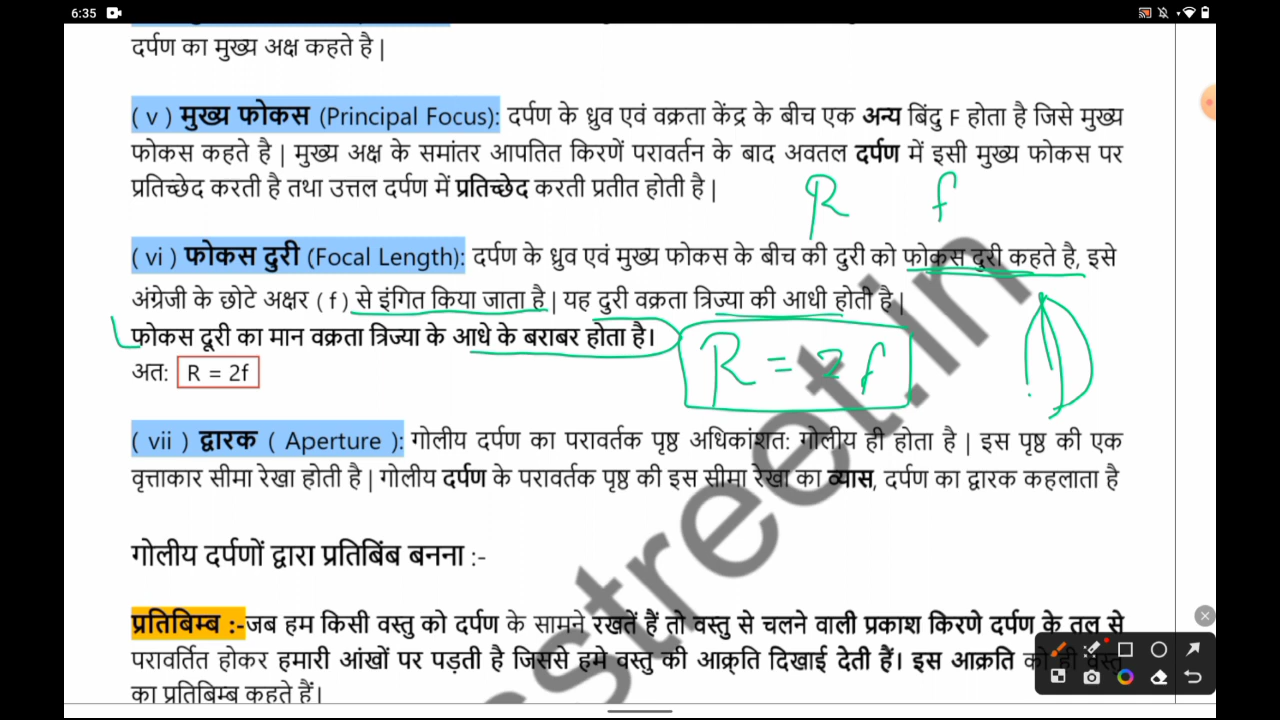 6:35
दर्पण का मुख्य अक्ष कहते है |
( v ) मुख्य फोकस (Principal Focus): दर्पण के ध्रुव एवं वक्रता केंद्र के बीच एक अन्य बिंदु F होता है जिसे मुख्य
फोकस कहते है | मुख्य अक्ष के समांतर आपतित किरणें परावर्तन के बाद अवतल दर्पण में इसी मुख्य फोकस पर
प्रतिच्छेद करती है तथा उत्तल दर्पण में प्रतिच्छेद करती प्रतीत होती है |
R f
( vi ) फोकस दुरी (Focal Length): दर्पण के ध्रुव एवं मुख्य फोकस के बीच की दुरी को फोकस दुरी कहते है, इसे
अंग्रेजी के छोटे अक्षर ( f ) से इंगित किया जाता है | यह दुरी वक्रता त्रिज्या की आधी होती है |
फोकस दूरी का मान वक्रता त्रिज्या के आधे के बराबर होता है।
R = 2f
अत: R = 2f
( vii ) द्वारक ( Aperture ): गोलीय दर्पण का परावर्तक पृष्ठ अधिकांशत: गोलीय ही होता है | इस पृष्ठ की एक
वृत्ताकार सीमा रेखा होती है | गोलीय दर्पण के परावर्तक पृष्ठ की इस सीमा रेखा का व्यास, दर्पण का द्वारक कहलाता है
गोलीय दर्पणों द्वारा प्रतिबिंब बनना :-
प्रतिबिम्ब :-जब हम किसी वस्तु को दर्पण के सामने रखतें हैं तो वस्तु से चलने वाली प्रकाश किरणे दर्पण के तल से
परावर्तित होकर हमारी आंखों पर पड़ती है जिससे हमे वस्तु की आकृति दिखाई देती हैं। इस आक्रति को ही वस्तु
का प्रतिबिम्ब कहते हैं।
sstreet.in